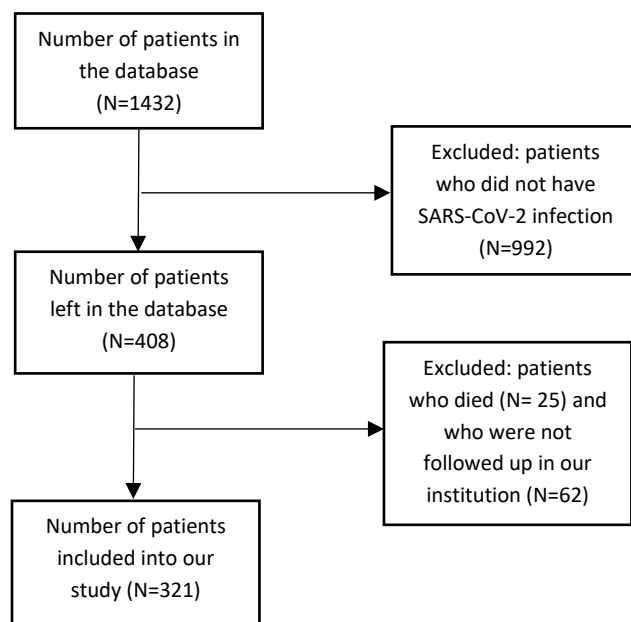 Number of patients in
the database
(N=1432)
Excluded: patients
who did not have
SARS-CoV-2 infection
(N=992)
Number of patients
left in the database
(N=408)
Excluded: patients
who died (N= 25) and
who were not
followed up in our
institution (N=62)
Number of patients
included into our
study (N=321)